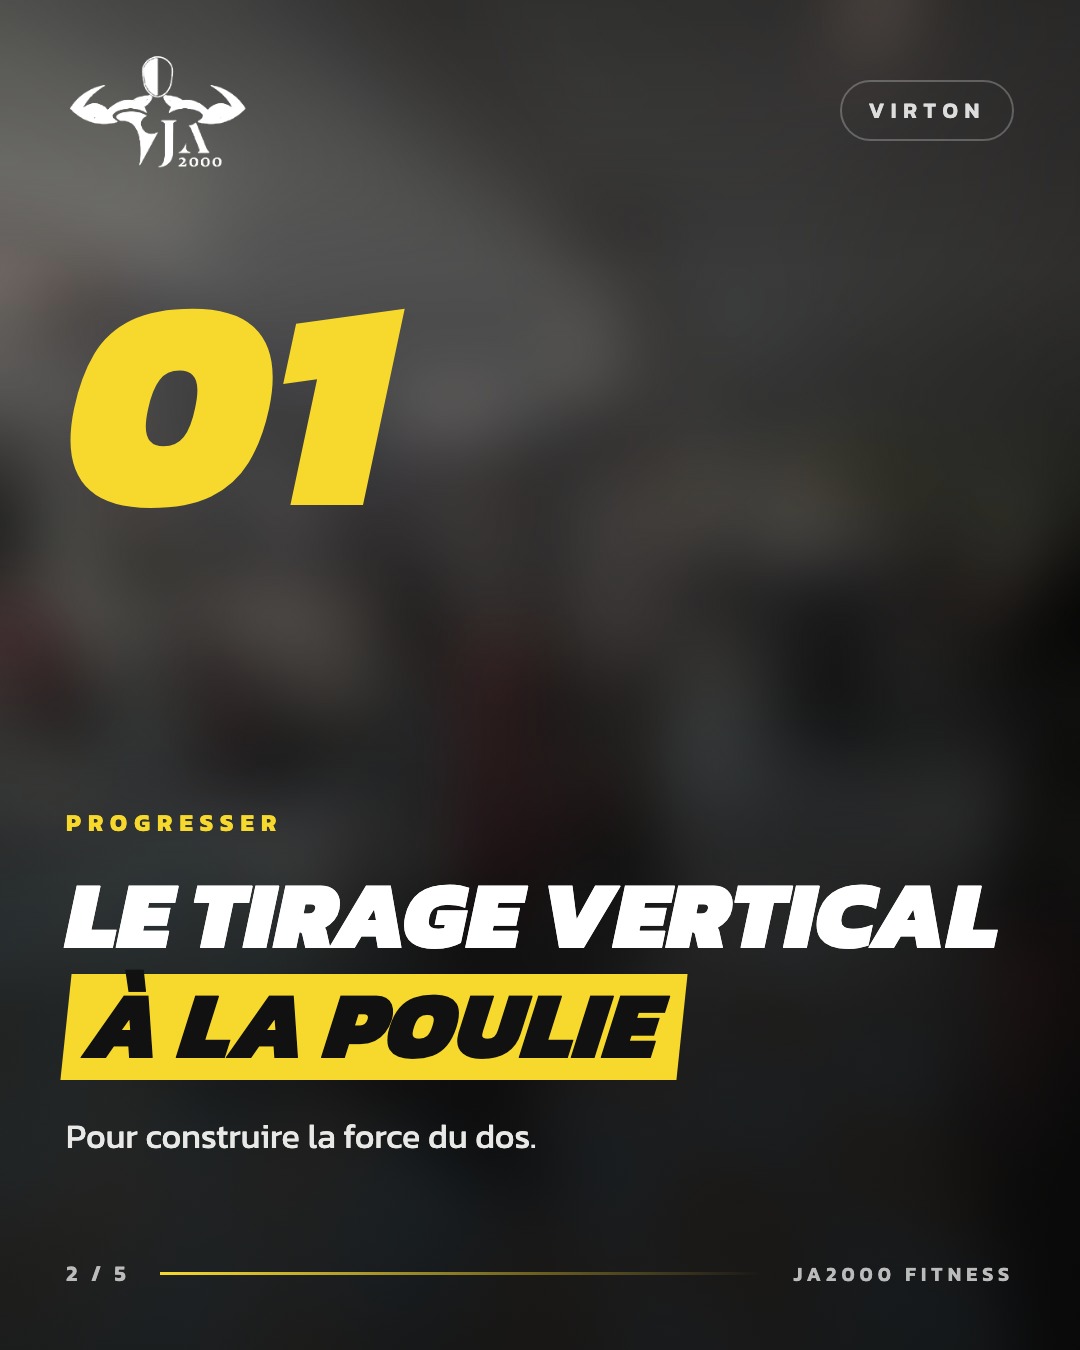 JA
2000
VIRTON
01
PROGRESSER
LE TIRAGE VERTICAL
À LA POULIE
Pour construire la force du dos.
2 / 5
JA2000 FITNESS